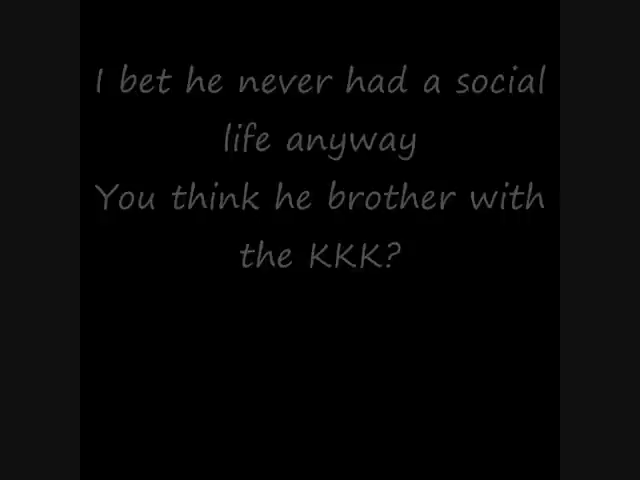 I bet he never had a social
life anyway
You think he brother with
the KKK?